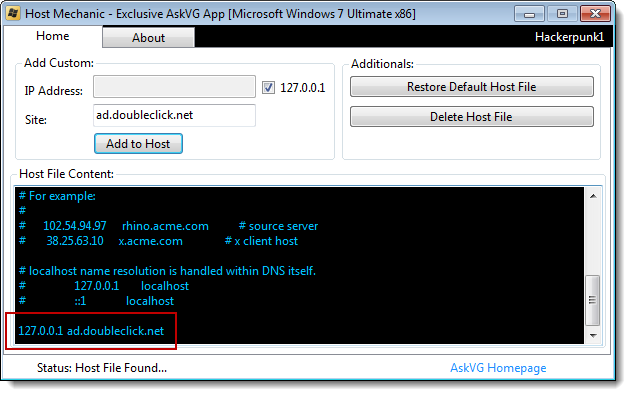 Host Mechanic - Exclusive AskVG App [Microsoft Windows 7 Ultimate x86]
Home About Hackerpunk1
Add Custom:
IP Address: 127.0.0.1
Site: ad.doubleclick.net
Add to Host
Additionals:
Restore Default Host File
Delete Host File
Host File Content:
# For example:
#
# 102.54.94.97 rhino.acme.com # source server
# 38.25.63.10 x.acme.com # x client host
# localhost name resolution is handled within DNS itself.
# 127.0.0.1 localhost
# ::1 localhost
127.0.0.1 ad.doubleclick.net
Status: Host File Found... AskVG Homepage